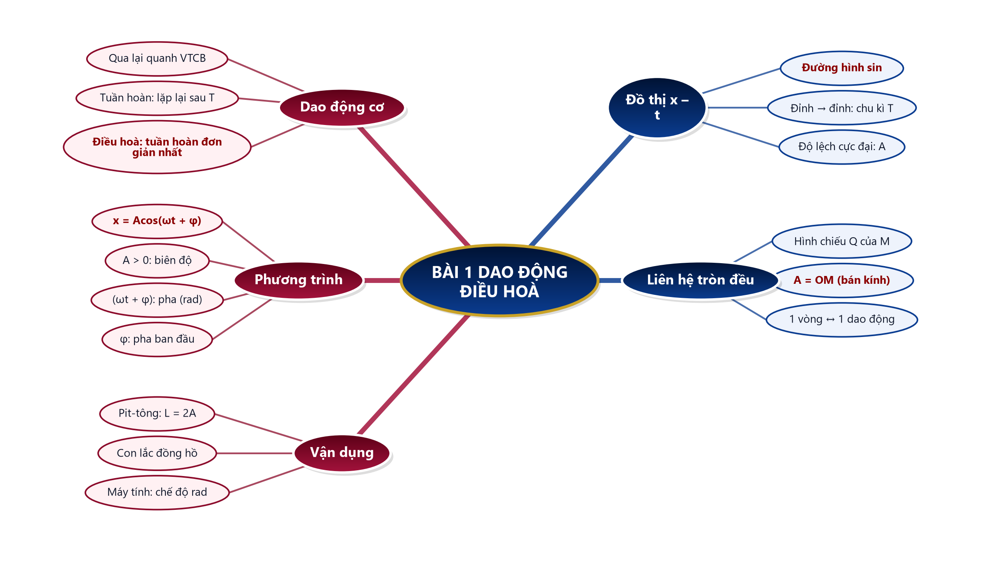 BÀI 1 DAO ĐỘNG
ĐIỀU HOÀ
Dao động cơ
Qua lại quanh VTCB
Tuần hoàn: lặp lại sau T
Điều hoà: tuần hoàn đơn
giản nhất
Phương trình
x = Acos(ωt + φ)
A > 0: biên độ
(ωt + φ): pha (rad)
φ: pha ban đầu
Vận dụng
Pit-tông: L = 2A
Con lắc đồng hồ
Máy tính: chế độ rad
Đồ thị x –
t
Đường hình sin
Đỉnh → đỉnh: chu kì T
Độ lệch cực đại: A
Liên hệ tròn đều
Hình chiếu Q của M
A = OM (bán kính)
1 vòng ↔ 1 dao động